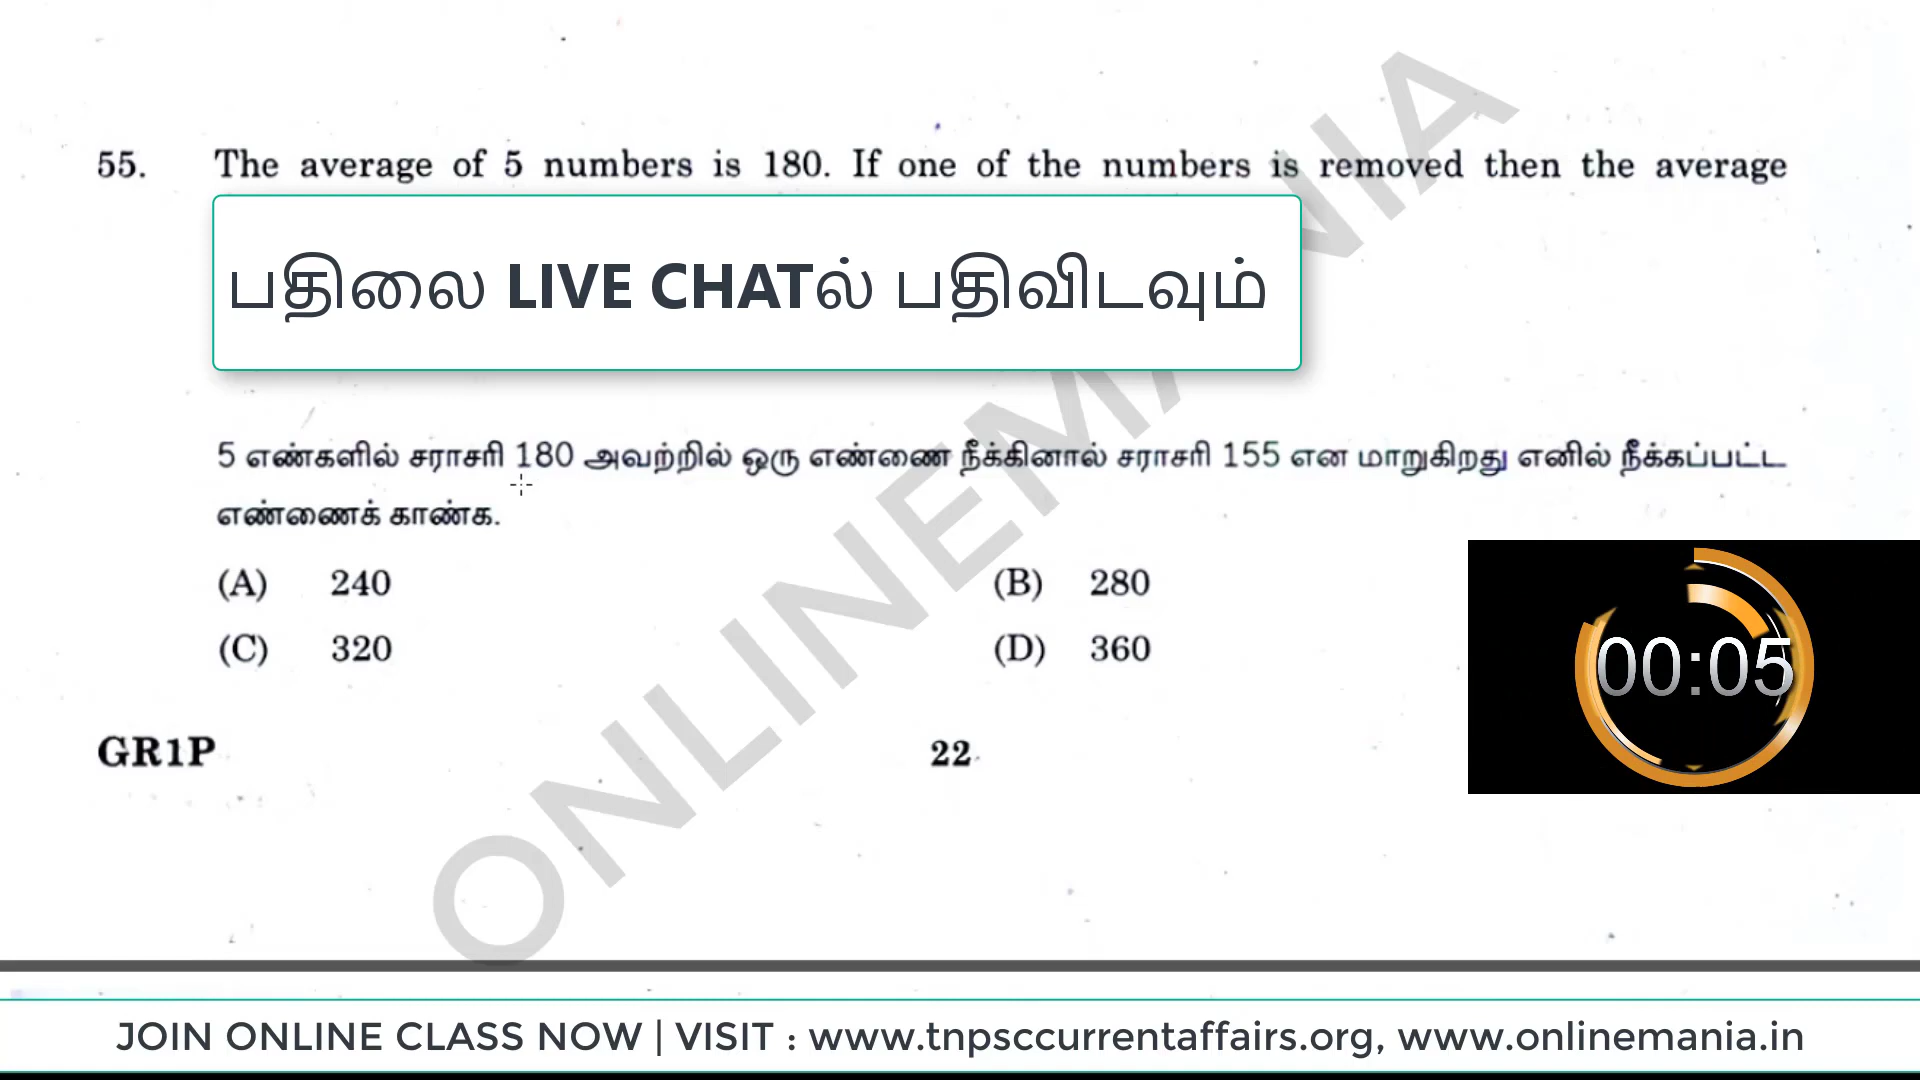 55. The average of 5 numbers is 180. If one of the numbers is removed then the average
பதிலை LIVE CHATல் பதிவிடவும்
5 எண்களில் சராசரி 180 அவற்றில் ஒரு எண்ணை நீக்கினால் சராசரி 155 என மாறுகிறது எனில் நீக்கப்பட்ட
எண்ணைக் காண்க.
(A) 240 (B) 280
(C) 320 (D) 360
00:05
GR1P 22
ONLINEMANIA
JOIN ONLINE CLASS NOW | VISIT : www.tnpsccurrentaffairs.org, www.onlinemania.in